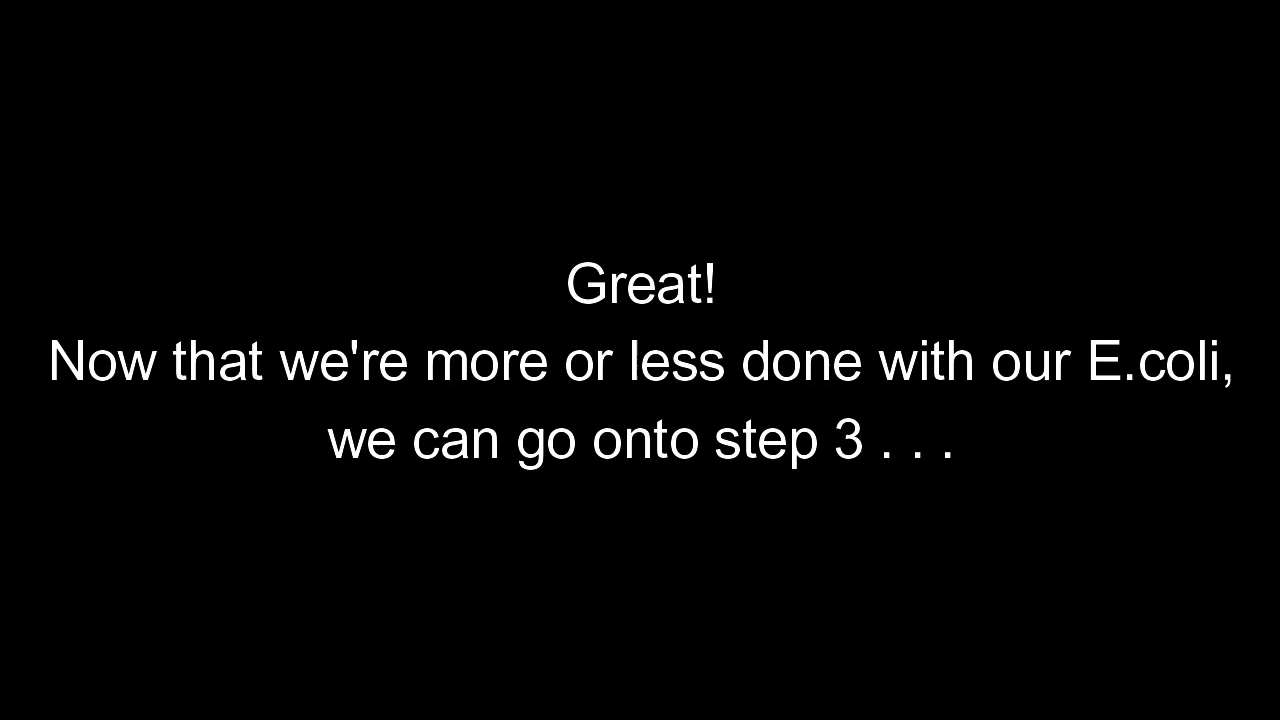 Great!
Now that we're more or less done with our E.coli,
we can go onto step 3 . . .